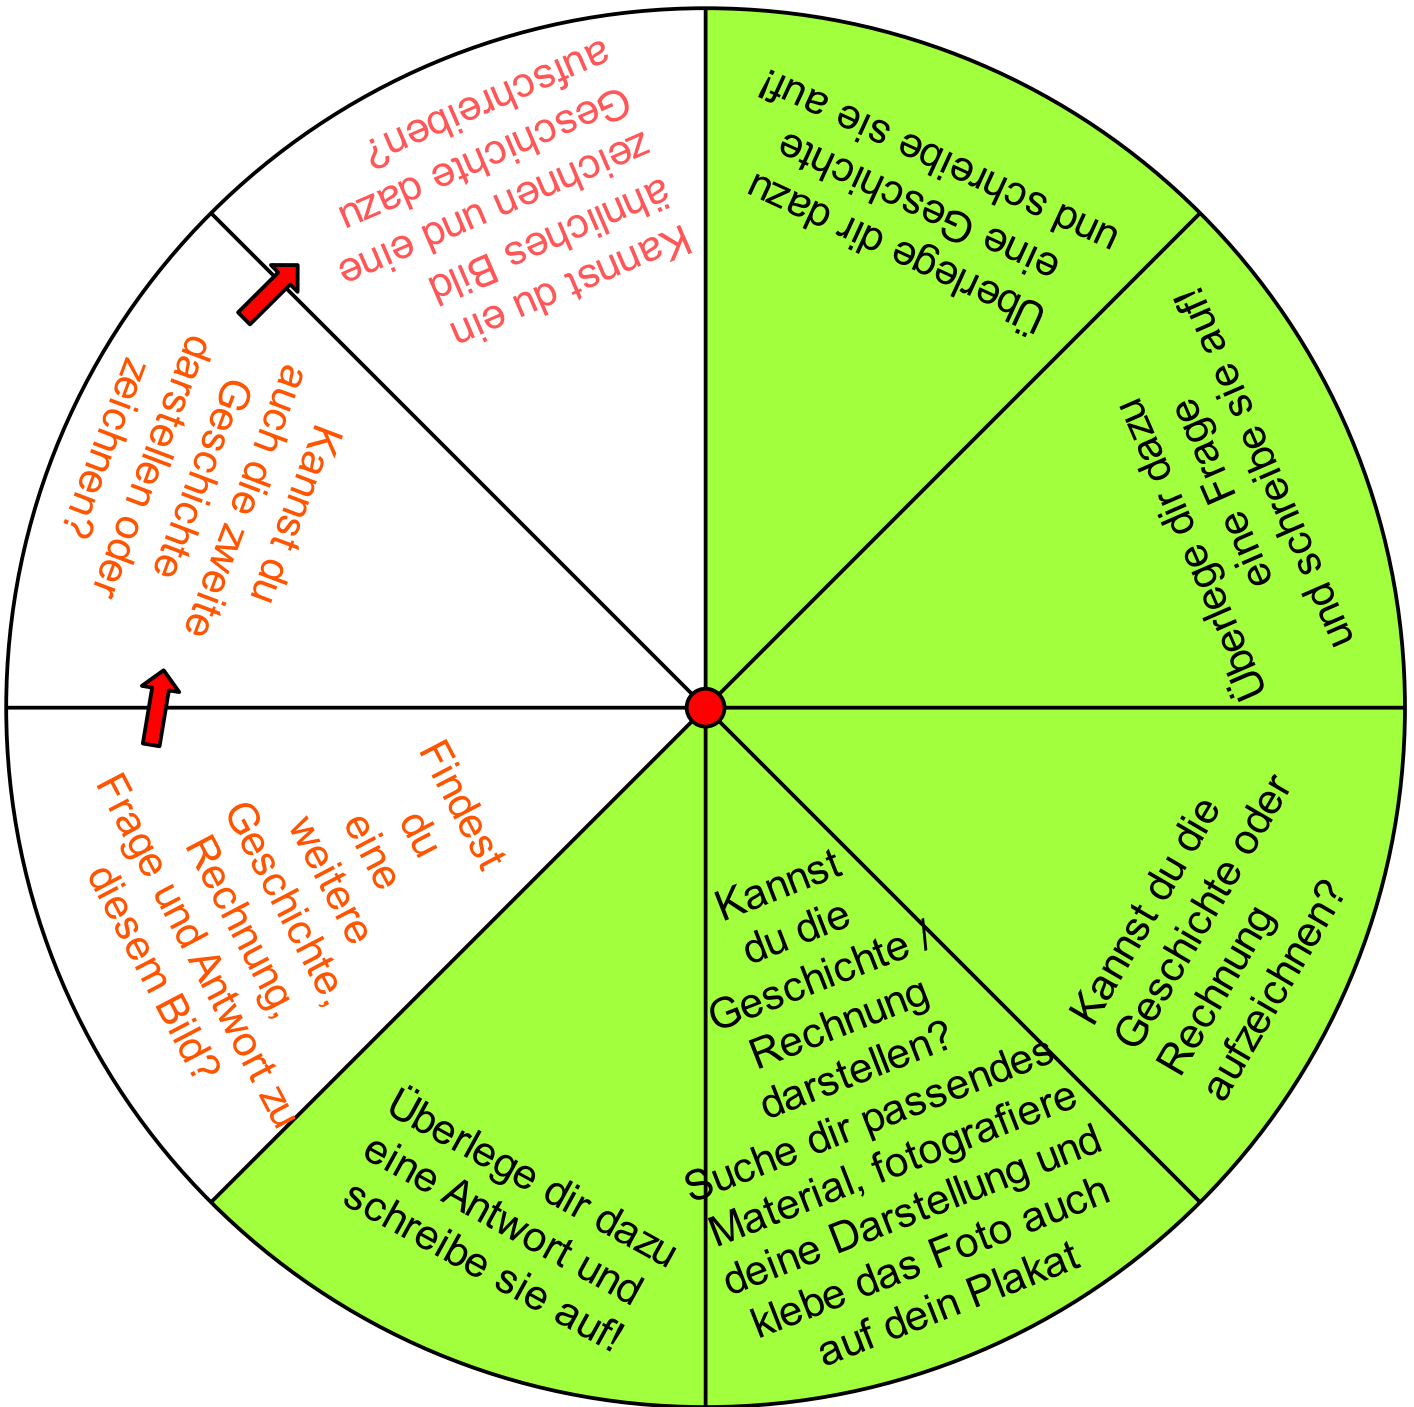 Überlege dir dazu
eine Geschichte
und schreibe sie auf!
Überlege dir dazu
eine Frage
und schreibe sie auf!
Kannst du die
Geschichte oder
Rechnung
aufzeichnen?
Kannst
du die
Geschichte /
Rechnung
darstellen?
Suche dir passendes
Material, fotografiere
deine Darstellung und
klebe das Foto auch
auf dein Plakat
Überlege dir dazu
eine Antwort und
schreibe sie auf!
Findest
du
eine
weitere
Geschichte,
Rechnung,
Frage und Antwort zu
diesem Bild?
Kannst du
auch die zweite
Geschichte
darstellen oder
zeichnen?
Kannst du ein
ähnliches Bild
zeichnen und eine
Geschichte dazu
aufschreiben?